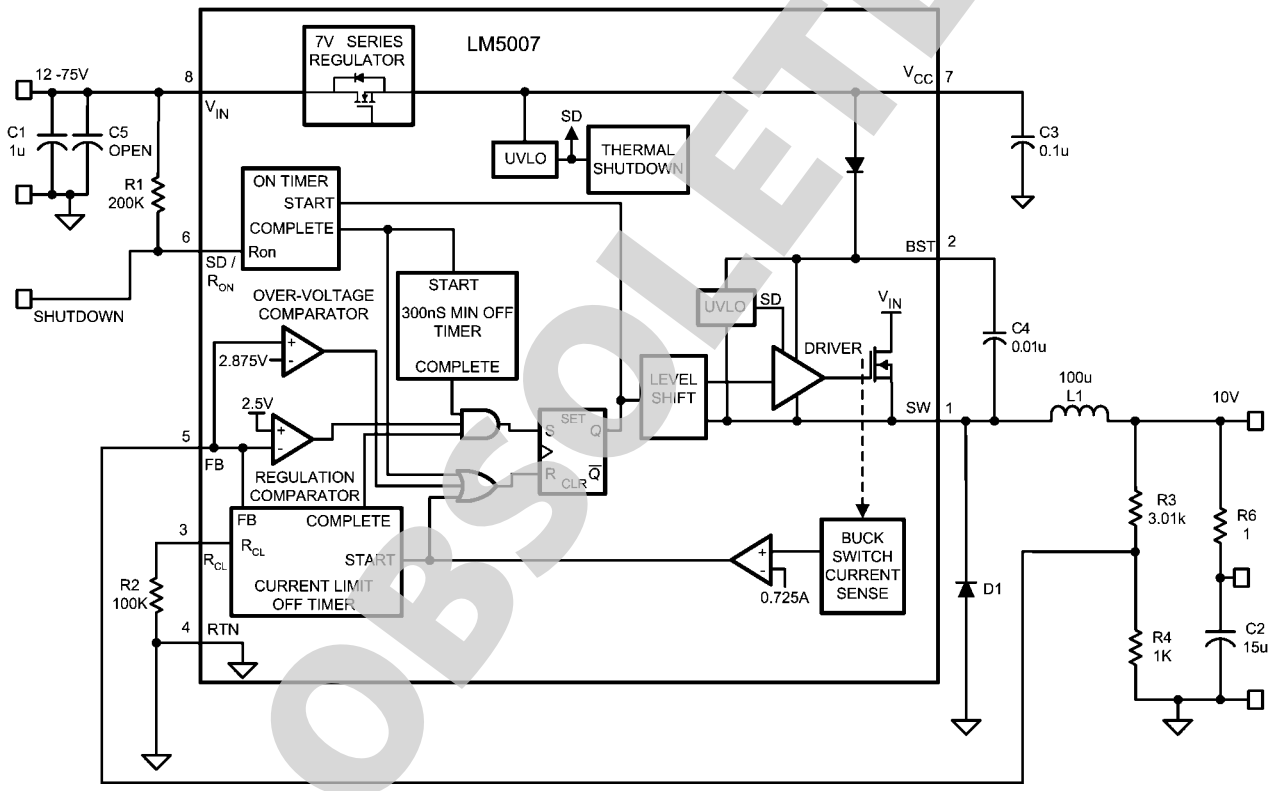 LM5007
7V SERIES
REGULATOR
12 -75V
8
V_IN
V_CC
7
C1
1u
C5
OPEN
R1
200K
SD
UVLO
THERMAL
SHUTDOWN
C3
0.1u
ON TIMER
START
COMPLETE
Ron
6
SD /
R_ON
SHUTDOWN
BST
2
START
300nS MIN OFF
TIMER
COMPLETE
OVER-VOLTAGE
COMPARATOR
+
-
2.875V
UVLO
SD
V_IN
DRIVER
C4
0.01u
LEVEL
SHIFT
100u
L1
10V
SW
1
2.5V
+
-
5
FB
REGULATION
COMPARATOR
SET
S
Q
R
Q
CLR
FB
COMPLETE
3
R_CL
R_CL
START
CURRENT LIMIT
OFF TIMER
R2
100K
4
RTN
+
-
0.725A
BUCK
SWITCH
CURRENT
SENSE
D1
R3
3.01k
R6
1
R4
1K
C2
15u
OBSOLETE